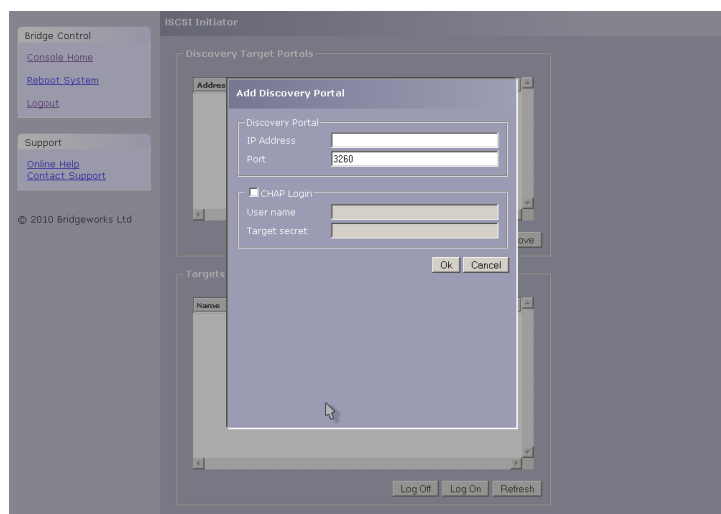 iSCSI Initiator
Bridge Control
Console Home
Reboot System
Logout
Support
Online Help
Contact Support
© 2010 Bridgeworks Ltd
Discovery Target Portals
Addres
Add Discovery Portal
Discovery Portal
IP Address
Port 3260
CHAP Login
User name
Target secret
Ok Cancel
ove
Targets
Name
Log Off Log On Refresh